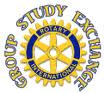 GROUP STUDY EXCHANGE
ROTARY
INTERNATIONAL